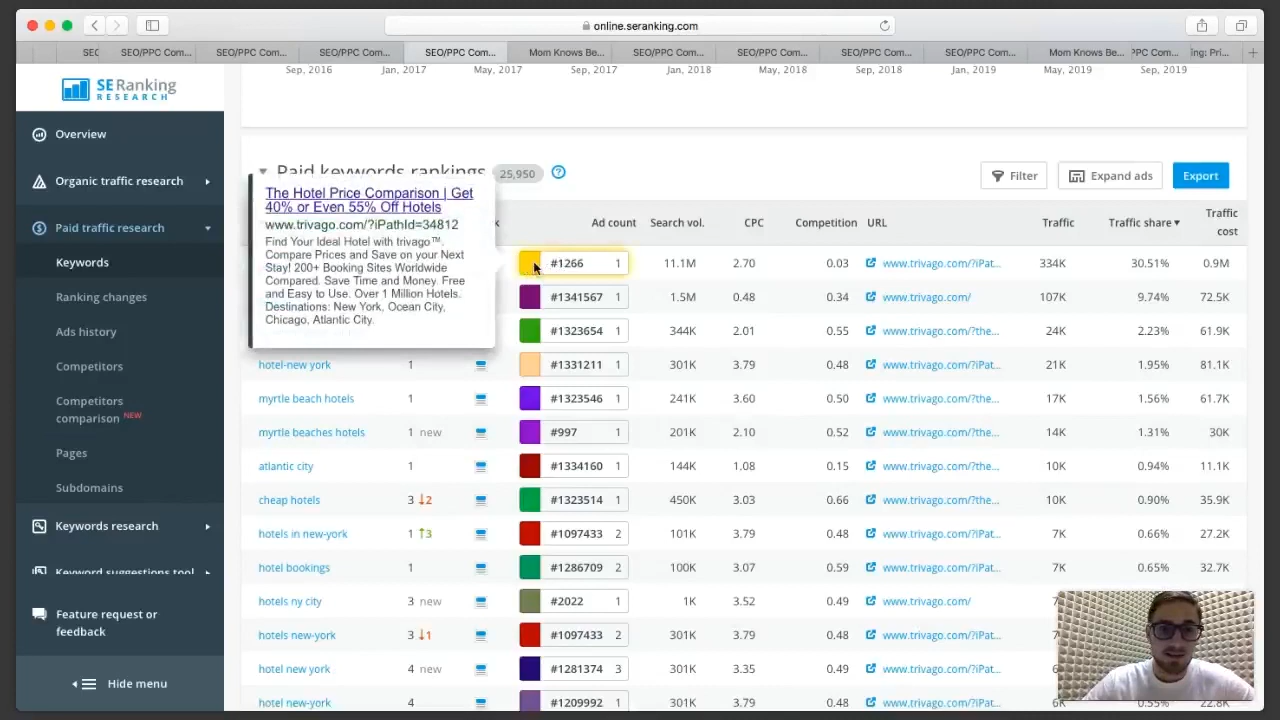 online.seranking.com
SEO
SEO/PPC Com...
SEO/PPC Com...
SEO/PPC Com...
SEO/PPC Com...
Mom Knows Be...
SEO/PPC Com...
SEO/PPC Com...
SEO/PPC Com...
SEO/PPC Com...
Mom Knows Be...
PPC Com...
ing: Pri...
Sep, 2016
Jan, 2017
May, 2017
Sep, 2017
Jan, 2018
May, 2018
Sep, 2018
Jan, 2019
May, 2019
Sep, 2019
SE Ranking
RESEARCH
Overview
Organic traffic research
Paid traffic research
Keywords
Ranking changes
Ads history
Competitors
Competitors
comparison NEW
Pages
Subdomains
Keywords research
Keyword suggestions tool
Feature request or
feedback
Hide menu
Paid keywords rankings 25,950
Filter
Expand ads
Export
The Hotel Price Comparison | Get
40% or Even 55% Off Hotels
www.trivago.com/?iPathId=34812
Find Your Ideal Hotel with trivago™.
Compare Prices and Save on your Next
Stay! 200+ Booking Sites Worldwide
Compared. Save Time and Money. Free
and Easy to Use. Over 1 Million Hotels.
Destinations: New York, Ocean City,
Chicago, Atlantic City.
k Ad count Search vol. CPC Competition URL Traffic Traffic share Traffic cost
#1266 1 11.1M 2.70 0.03 www.trivago.com/?iPat... 334K 30.51% 0.9M
#1341567 1 1.5M 0.48 0.34 www.trivago.com/ 107K 9.74% 72.5K
#1323654 1 344K 2.01 0.55 www.trivago.com/?the... 24K 2.23% 61.9K
hotel-new york 1 #1331211 1 301K 3.79 0.48 www.trivago.com/?iPat... 21K 1.95% 81.1K
myrtle beach hotels 1 #1323546 1 241K 3.60 0.50 www.trivago.com/?the... 17K 1.56% 61.7K
myrtle beaches hotels 1 new #997 1 201K 2.10 0.52 www.trivago.com/?the... 14K 1.31% 30K
atlantic city 1 #1334160 1 144K 1.08 0.15 www.trivago.com/?the... 10K 0.94% 11.1K
cheap hotels 3 ↓2 #1323514 1 450K 3.03 0.66 www.trivago.com/?the... 10K 0.90% 35.9K
hotels in new-york 1 ↑3 #1097433 2 101K 3.79 0.48 www.trivago.com/?iPat... 7K 0.66% 27.2K
hotel bookings 1 #1286709 2 100K 3.07 0.59 www.trivago.com/?iPat... 7K 0.65% 32.7K
hotels ny city 3 new #2022 1 1K 3.52 0.49 www.trivago.com/
hotels new-york 3 ↓1 #1097433 2 301K 3.79 0.48 www.trivago.com/?iPat...
hotel new york 4 new #1281374 3 301K 3.35 0.49 www.trivago.com/?iPat...
hotel new-york 4 #1209992 1 301K 3.79 0.48 www.trivago.com/?iPat... 6K 0.55% 22.8K